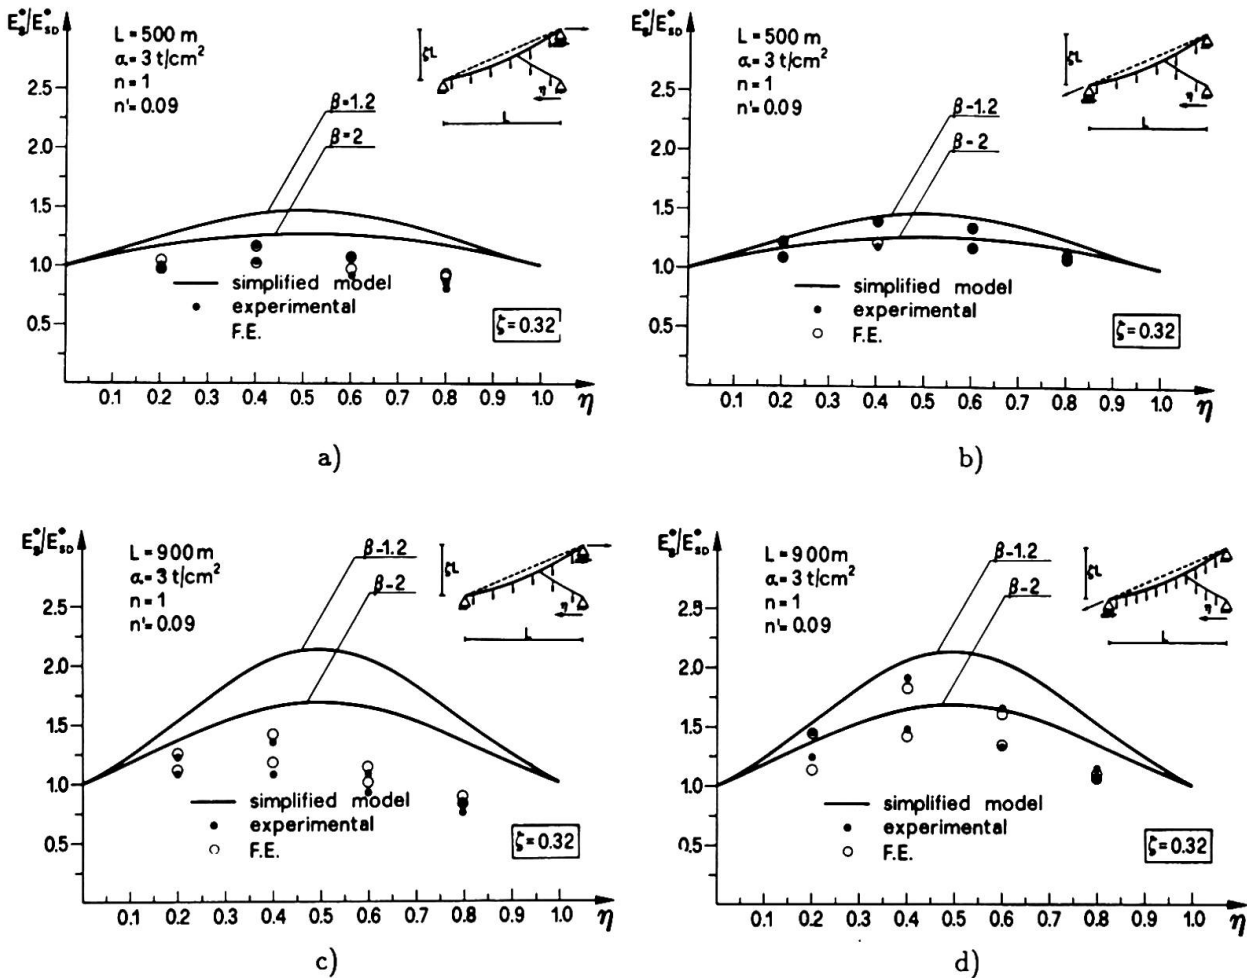 E_s^*/E_SD^*
L = 500 m
a = 3 t/cm²
n = 1
n' = 0.09
β = 1.2
β = 2
ζL
η
L
2.5
2.0
1.5
1.0
0.5
simplified model
experimental
F.E.
ζ = 0.32
0.1 0.2 0.3 0.4 0.5 0.6 0.7 0.8 0.9 1.0 η
a)
E_s^*/E_SD^*
L = 500 m
a = 3 t/cm²
n = 1
n' = 0.09
β-1.2
β-2
ζL
η
L
2.5
2.0
1.5
1.0
0.5
simplified model
experimental
F.E.
ζ = 0.32
0.1 0.2 0.3 0.4 0.5 0.6 0.7 0.8 0.9 1.0 η
b)
E_s^*/E_SD^*
L = 900 m
a = 3 t/cm²
n = 1
n' = 0.09
β-1.2
β-2
ζL
η
L
2.5
2.0
1.5
1.0
0.5
simplified model
experimental
F.E.
ζ = 0.32
0.1 0.2 0.3 0.4 0.5 0.6 0.7 0.8 0.9 1.0 η
c)
E_s^*/E_SD^*
L = 900 m
a = 3 t/cm²
n = 1
n' = 0.09
β-1.2
β-2
ζL
η
L
2.5
2.0
1.5
1.0
0.5
simplified model
experimental
F.E.
ζ = 0.32
0.1 0.2 0.3 0.4 0.5 0.6 0.7 0.8 0.9 1.0 η
d)